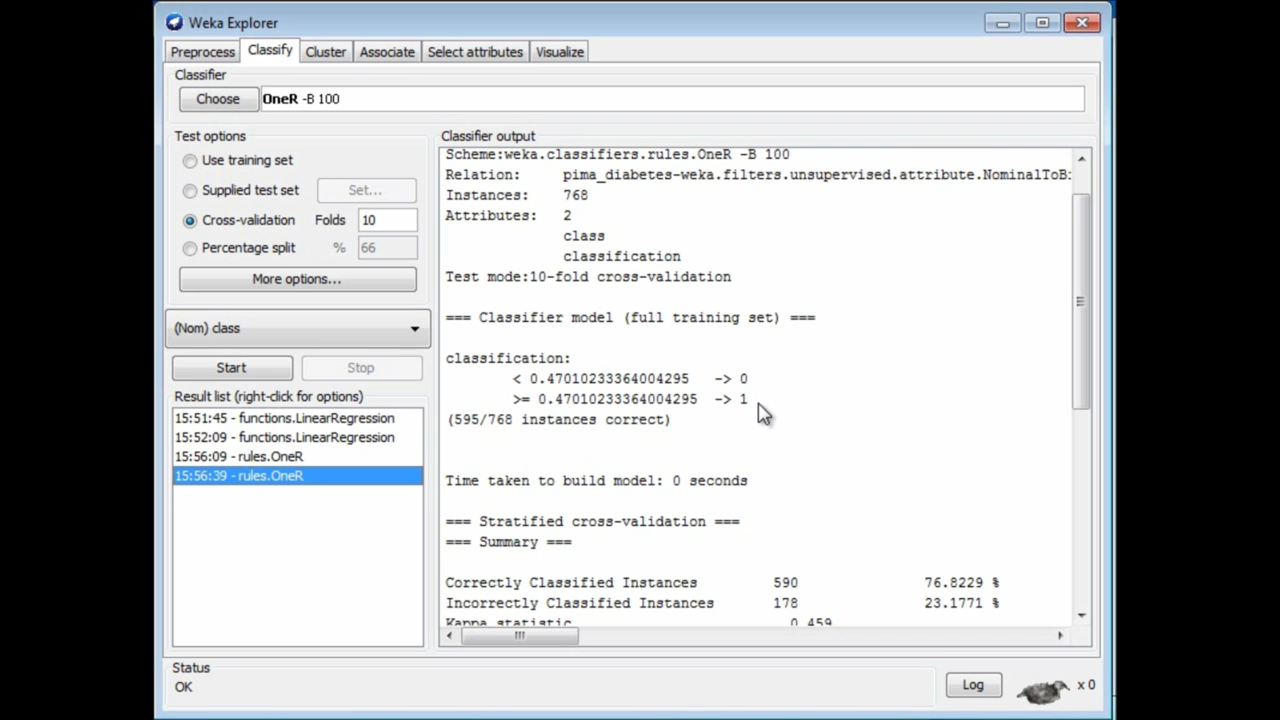 Weka Explorer
Preprocess Classify Cluster Associate Select attributes Visualize
Classifier
Choose OneR -B 100
Test options
Use training set
Supplied test set Set...
Cross-validation Folds 10
Percentage split % 66
More options...
(Nom) class
Start Stop
Result list (right-click for options)
15:51:45 - functions.LinearRegression
15:52:09 - functions.LinearRegression
15:56:09 - rules.OneR
15:56:39 - rules.OneR
Classifier output
Scheme:weka.classifiers.rules.OneR -B 100
Relation: pima_diabetes-weka.filters.unsupervised.attribute.NominalToBi
Instances: 768
Attributes: 2
class
classification
Test mode:10-fold cross-validation
=== Classifier model (full training set) ===
classification:
< 0.47010233364004295 -> 0
>= 0.47010233364004295 -> 1
(595/768 instances correct)
Time taken to build model: 0 seconds
=== Stratified cross-validation ===
=== Summary ===
Correctly Classified Instances 590 76.8229 %
Incorrectly Classified Instances 178 23.1771 %
Kappa statistic 0.459
Status
OK
Log x 0